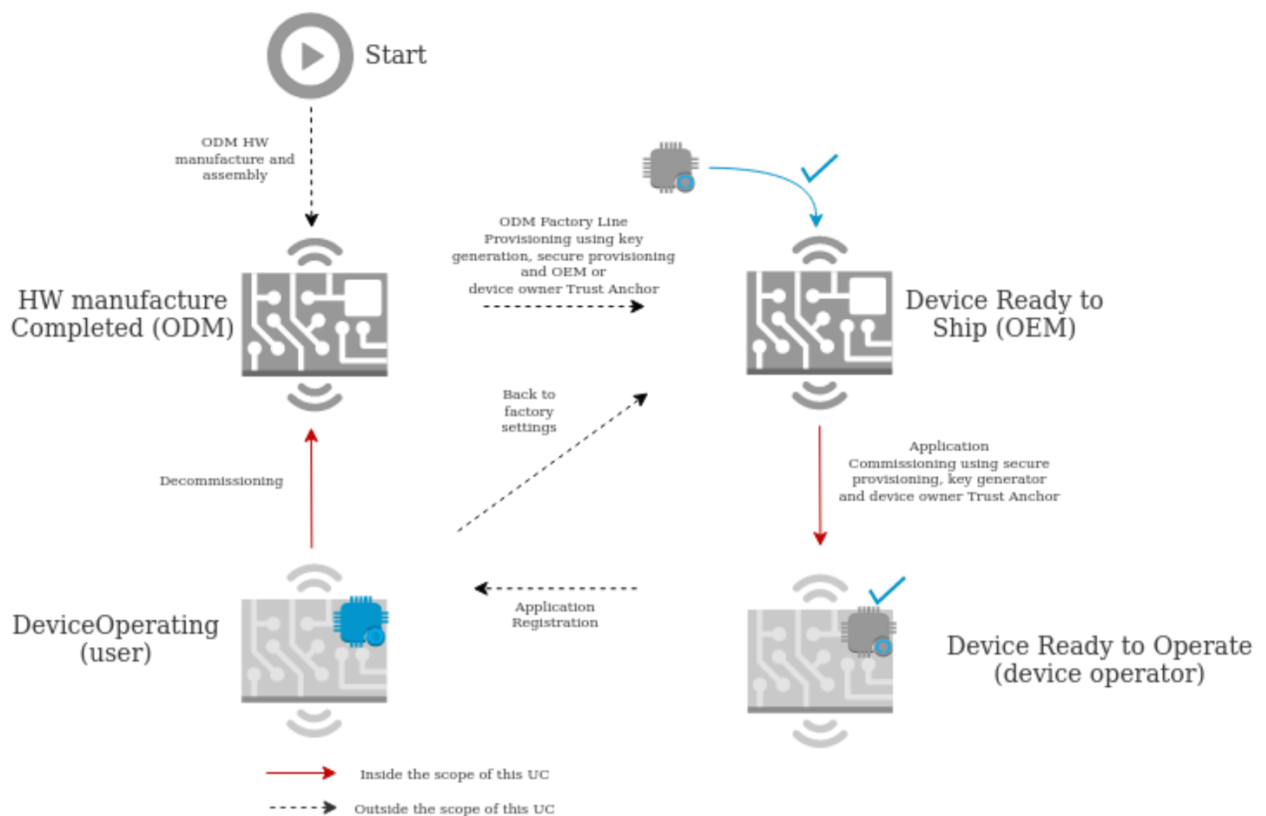 Start
ODM HW
manufacture and
assembly
ODM Factory Line
Provisioning using key
generation, secure provisioning
and OEM or
device owner Trust Anchor
HW manufacture
Completed (ODM)
Device Ready to
Ship (OEM)
Back to
factory
settings
Decommissioning
Application
Commissioning using secure
provisioning, key generator
and device owner Trust Anchor
Application
Registration
DeviceOperating
(user)
Device Ready to Operate
(device operator)
Inside the scope of this UC
Outside the scope of this UC